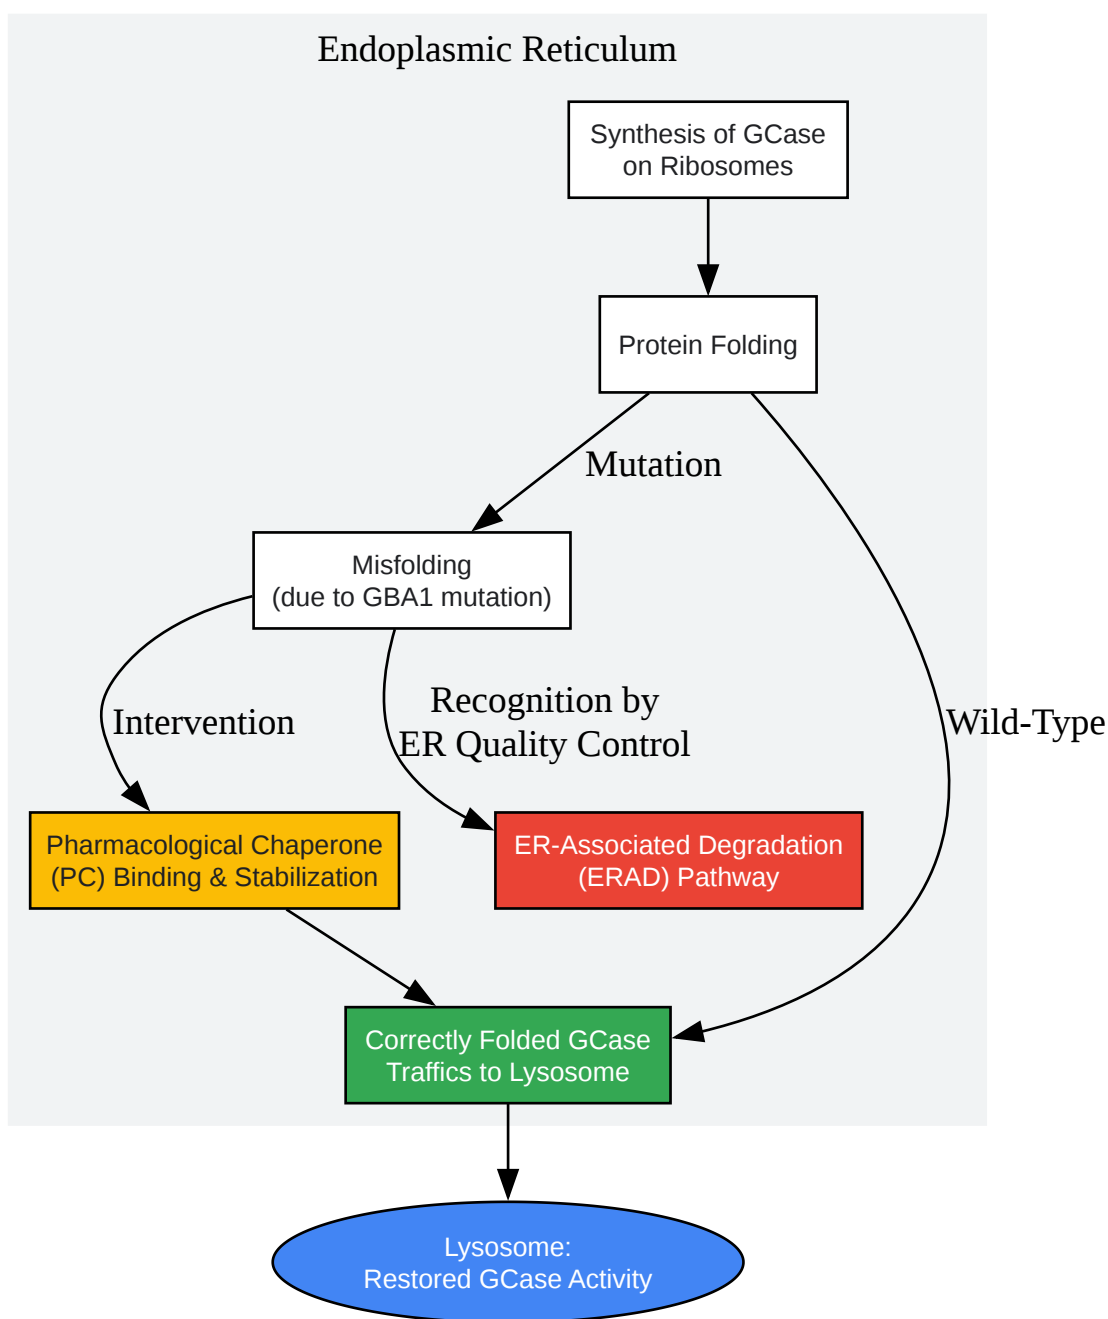 Endoplasmic Reticulum
Synthesis of GCase
on Ribosomes
Protein Folding
Mutation
Misfolding
(due to GBA1 mutation)
Intervention
Recognition by
ER Quality Control
Wild-Type
Pharmacological Chaperone
(PC) Binding & Stabilization
ER-Associated Degradation
(ERAD) Pathway
Correctly Folded GCase
Traffics to Lysosome
Lysosome:
Restored GCase Activity